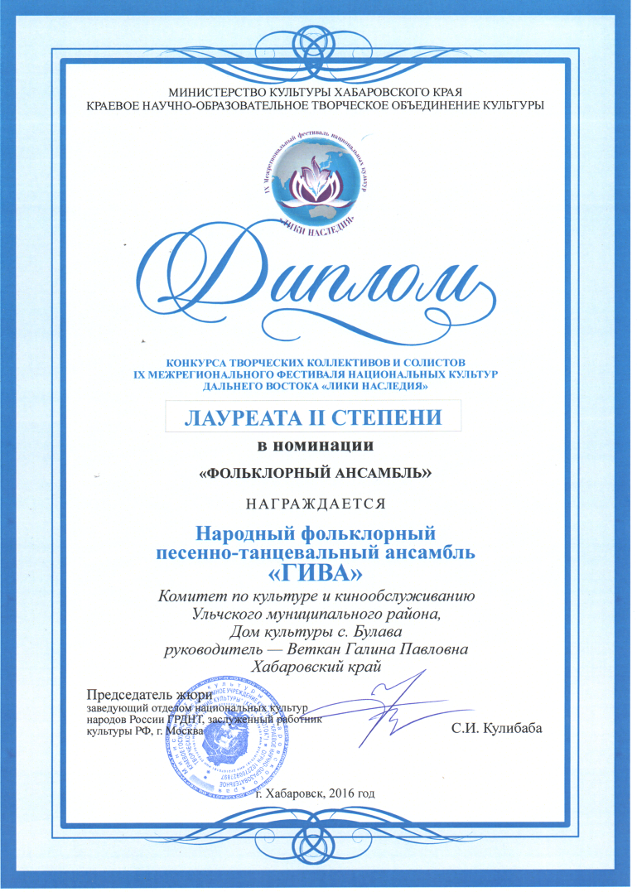 МИНИСТЕРСТВО КУЛЬТУРЫ ХАБАРОВСКОГО КРАЯ
КРАЕВОЕ НАУЧНО-ОБРАЗОВАТЕЛЬНОЕ ТВОРЧЕСКОЕ ОБЪЕДИНЕНИЕ КУЛЬТУРЫ
IX Межрегиональный фестиваль национальных культур
«ЛИКИ НАСЛЕДИЯ»
Диплом
КОНКУРСА ТВОРЧЕСКИХ КОЛЛЕКТИВОВ И СОЛИСТОВ
IX МЕЖРЕГИОНАЛЬНОГО ФЕСТИВАЛЯ НАЦИОНАЛЬНЫХ КУЛЬТУР
ДАЛЬНЕГО ВОСТОКА «ЛИКИ НАСЛЕДИЯ»
ЛАУРЕАТА II СТЕПЕНИ
в номинации
«ФОЛЬКЛОРНЫЙ АНСАМБЛЬ»
НАГРАЖДАЕТСЯ
Народный фольклорный
песенно-танцевальный ансамбль
«ГИВА»
Комитет по культуре и кинообслуживанию
Ульчского муниципального района,
Дом культуры с. Булава
руководитель — Веткан Галина Павловна
Хабаровский край
Председатель жюри
заведующий отделом национальных культур
народов России ГРДНТ, заслуженный работник
культуры РФ, г. Москва
С.И. Кулибаба
г. Хабаровск, 2016 год